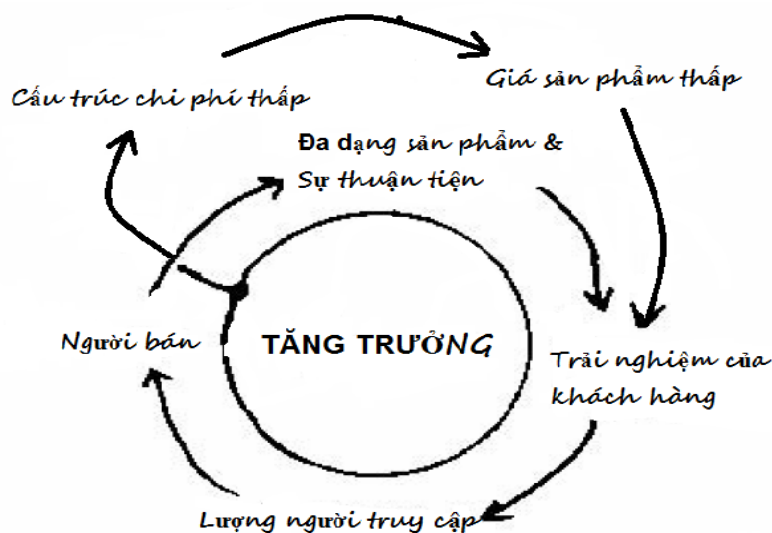 Cấu trúc chi phí thấp
Giá sản phẩm thấp
Đa dạng sản phẩm &
Sự thuận tiện
Người bán
TĂNG TRƯỞNG
Trải nghiệm của
khách hàng
Lượng người truy cập